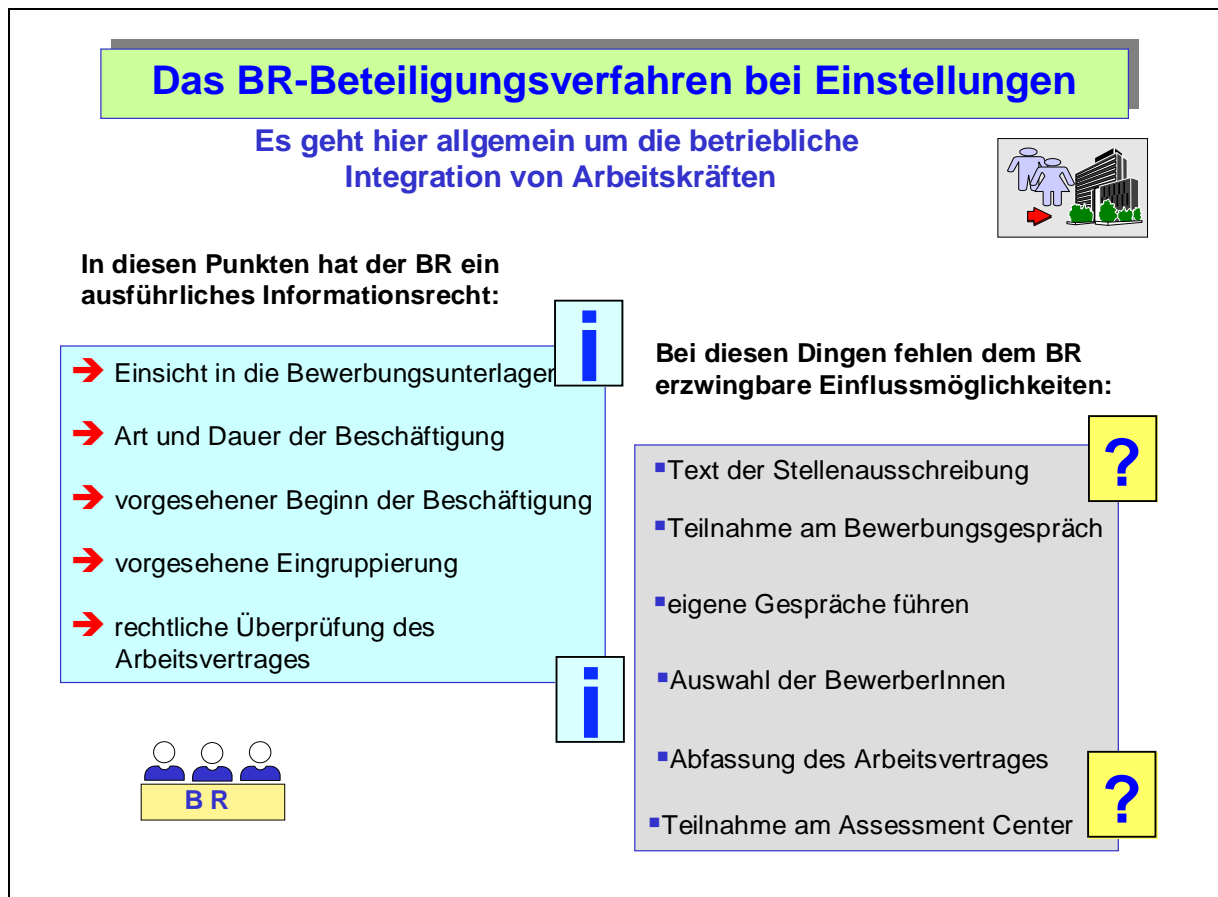 Das BR-Beteiligungsverfahren bei Einstellungen
Es geht hier allgemein um die betriebliche
Integration von Arbeitskräften
In diesen Punkten hat der BR ein
ausführliches Informationsrecht:
i
➔ Einsicht in die Bewerbungsunterlagen
➔ Art und Dauer der Beschäftigung
➔ vorgesehener Beginn der Beschäftigung
➔ vorgesehene Eingruppierung
➔ rechtliche Überprüfung des
Arbeitsvertrages
i
B R
Bei diesen Dingen fehlen dem BR
erzwingbare Einflussmöglichkeiten:
?
▪Text der Stellenausschreibung
▪Teilnahme am Bewerbungsgespräch
▪eigene Gespräche führen
▪Auswahl der BewerberInnen
▪Abfassung des Arbeitsvertrages
?
▪Teilnahme am Assessment Center